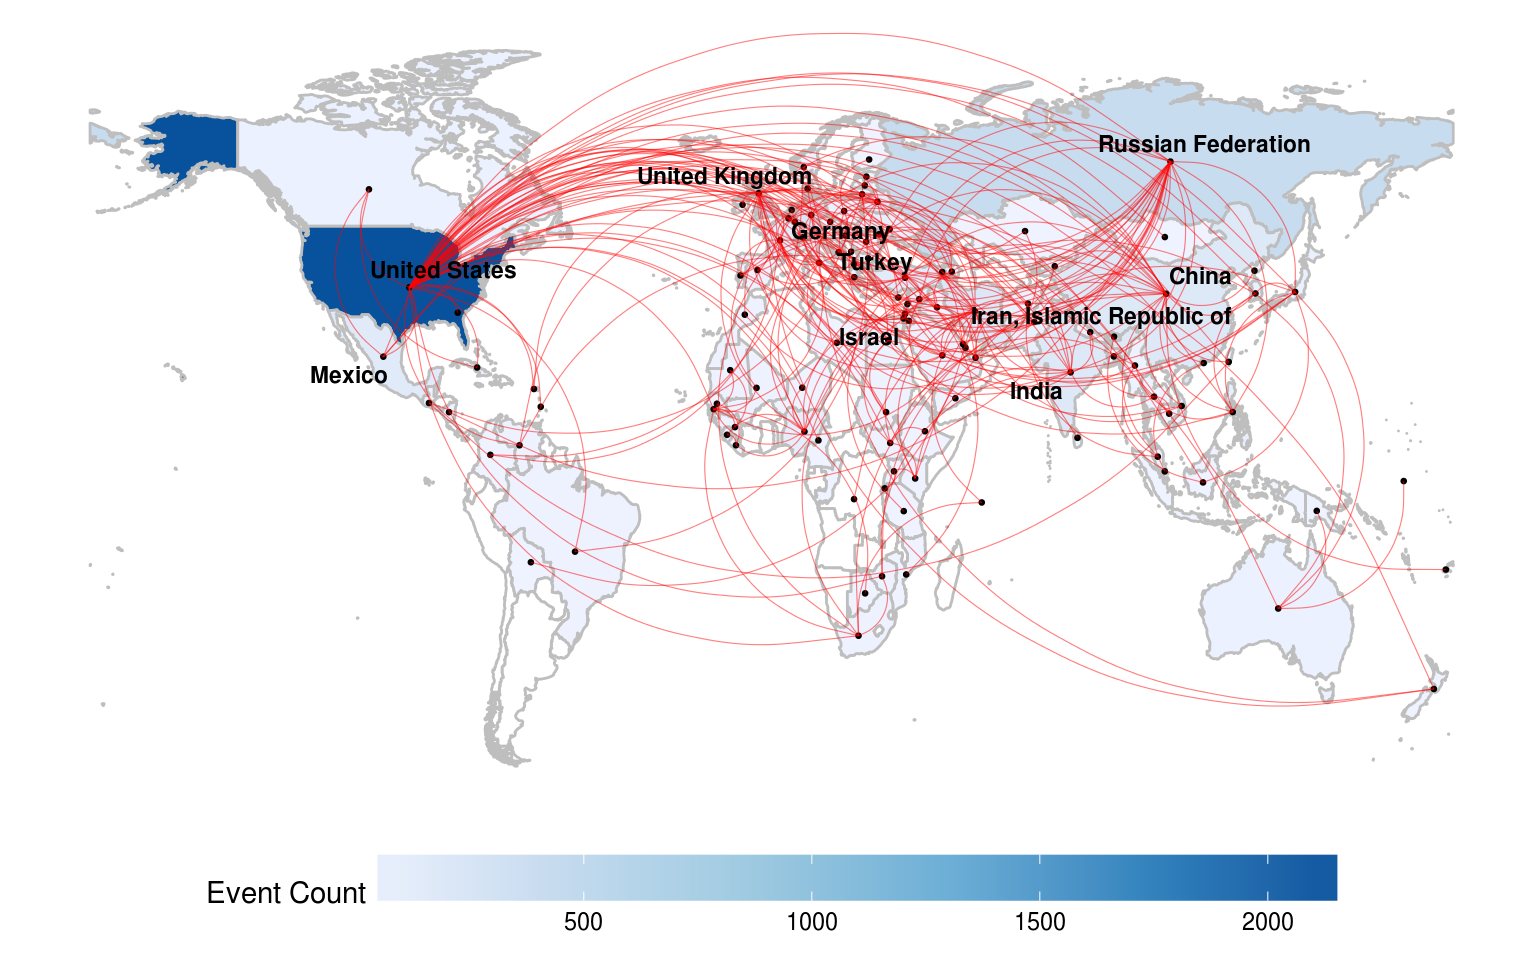 Russian Federation
United Kingdom
Germany
Turkey
United States
China
Iran, Islamic Republic of
Israel
Mexico
India
Event Count
500
1000
1500
2000